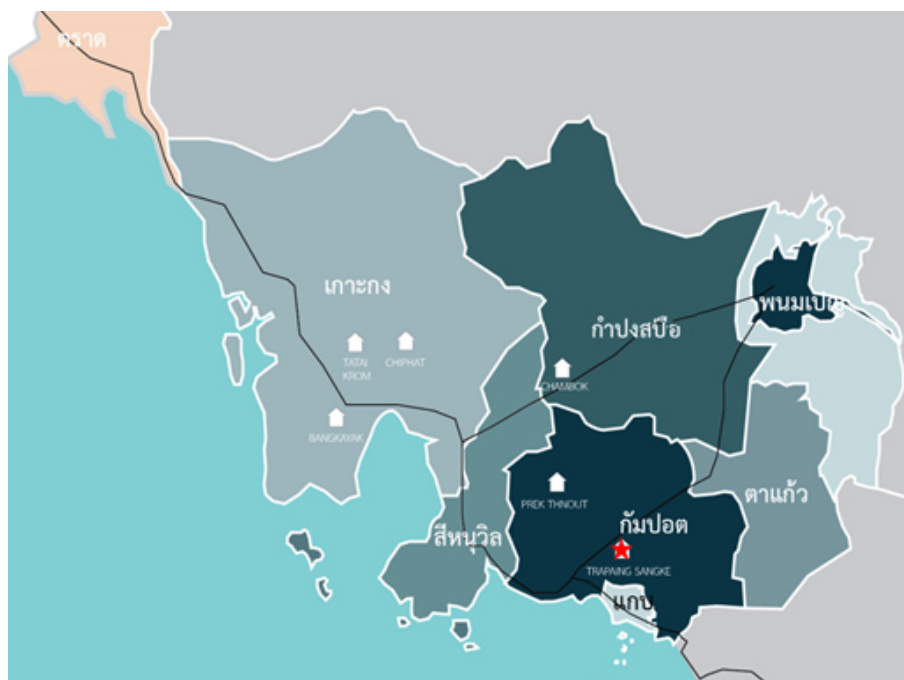 ตราด
เกาะกง
พนมเปญ
กำปงสปือ
TATAI
KROM
CHIPHAT
CHAMBOK
BANGKAYAK
PREK THNOUT
ตาแก้ว
สีหนุวิล
กัมปอต
TRAPAING SANGKE
แกบ